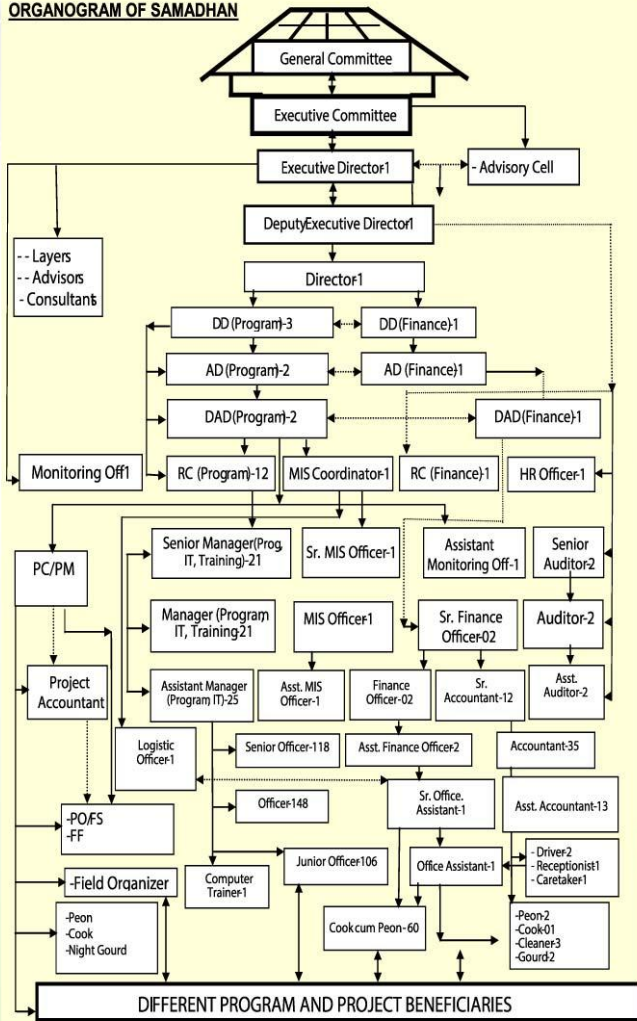 ORGANOGRAM OF SAMADHAN
General Committee
Executive Committee
Executive Director-1
- Advisory Cell
DeputyExecutive Director-1
-- Layers
-- Advisors
- Consultants
Director-1
DD (Program)-3
DD (Finance)-1
AD (Program)-2
AD (Finance)-1
DAD (Program)-2
DAD (Finance)-1
Monitoring Off1
RC (Program)-12
MIS Coordinator-1
RC (Finance)-1
HR Officer-1
PC/PM
Senior Manager(Prog,
IT, Training)-21
Sr. MIS Officer-1
Assistant
Monitoring Off-1
Senior
Auditor-2
Manager (Program,
IT, Training-21
MIS Officer-1
Sr. Finance
Officer-02
Auditor-2
Project
Accountant
Assistant Manager
(Program, IT)-25
Asst. MIS
Officer-1
Finance
Officer-02
Sr.
Accountant-12
Asst.
Auditor-2
Logistic
Officer-1
Senior Officer-118
Asst. Finance Officer-2
Accountant-35
-PO/FS
-FF
Officer-148
Sr. Office.
Assistant-1
Asst. Accountant-13
-Field Organizer
Computer
Trainer-1
Junior Officer-106
Office Assistant-1
- Driver-2
- Receptionist1
- Caretaker-1
-Peon
-Cook
-Night Gourd
Cook cum Peon-60
-Peon-2
-Cook-01
-Cleaner-3
-Gourd-2
DIFFERENT PROGRAM AND PROJECT BENEFICIARIES